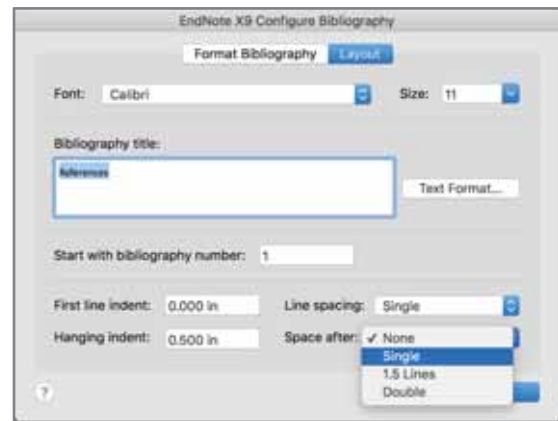 EndNote X9 Configure Bibliography
Format Bibliography Layout
Font: Calibri Size: 11
Bibliography title:
References
Text Format...
Start with bibliography number: 1
First line indent: 0.000 in Line spacing: Single
Hanging indent: 0.500 in Space after: ✓ None
Single
1.5 Lines
Double
?